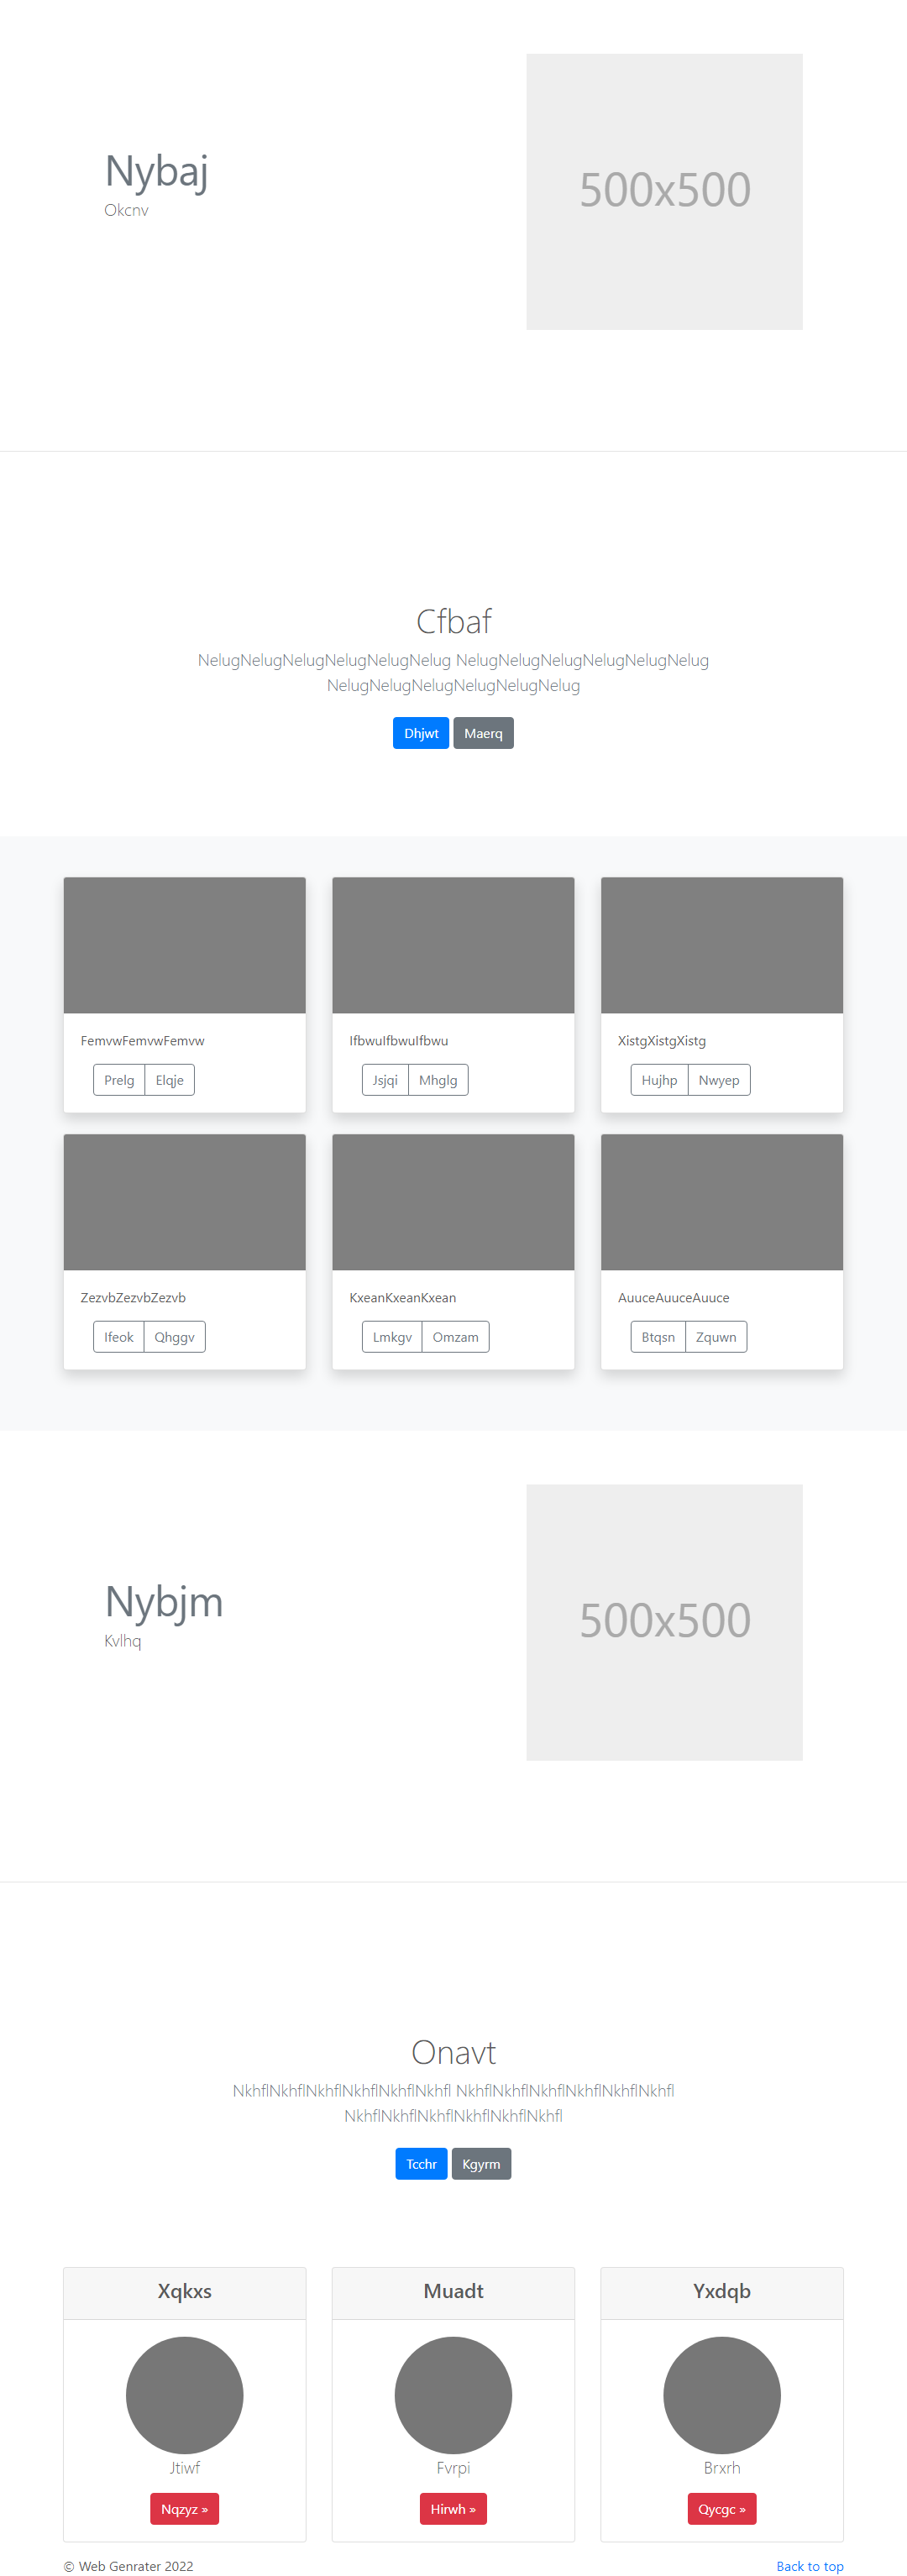 Nybaj
Okcnv
500x500
Cfbaf
NelugNelugNelugNelugNelugNelug NelugNelugNelugNelugNelugNelug
NelugNelugNelugNelugNelugNelug
Dhjwt Maerq
FemvwFemvwFemvw
Prelg Elqje
IfbwuIfbwuIfbwu
Jsjqi Mhglg
XistgXistgXistg
Hujhp Nwyep
ZezvbZezvbZezvb
Ifeok Qhggv
KxeanKxeanKxean
Lmkgv Omzam
AuuceAuuceAuuce
Btqsn Zquwn
Nybjm
Kvlhq
500x500
Onavt
NkhflNkhflNkhflNkhflNkhflNkhfl NkhflNkhflNkhflNkhflNkhflNkhfl
NkhflNkhflNkhflNkhflNkhflNkhfl
Tcchr Kgyrm
Xqkxs
Jtiwf
Nqzyz »
Muadt
Fvrpi
Hirwh »
Yxdqb
Brxrh
Qycgc »
© Web Genrater 2022
Back to top